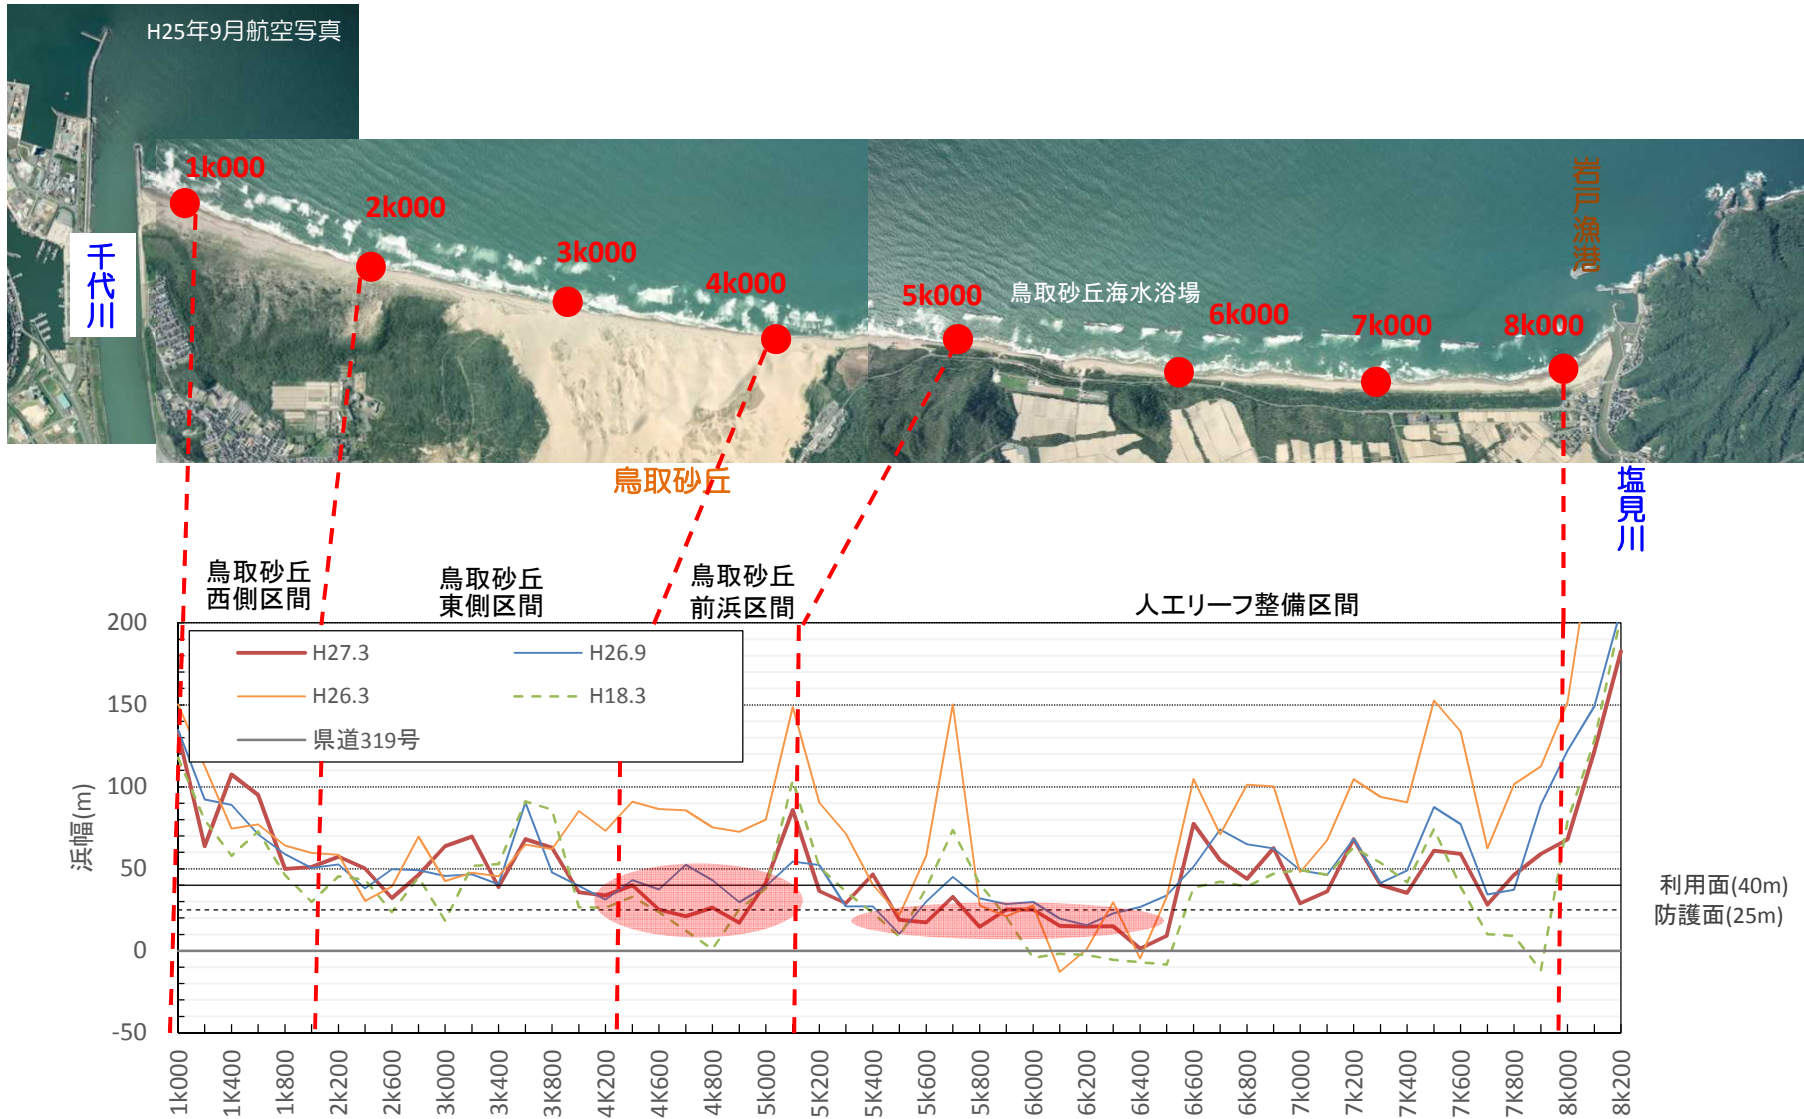 H25年9月航空写真
1k000
2k000
3k000
4k000
5k000
6k000
7k000
8k000
鳥取砂丘海水浴場
岩戸漁港
千代川
鳥取砂丘
塩見川
鳥取砂丘
西側区間
鳥取砂丘
東側区間
鳥取砂丘
前浜区間
人工リーフ整備区間
浜幅(m)
200
150
100
50
0
-50
H27.3
H26.9
H26.3
H18.3
県道319号
利用面(40m)
防護面(25m)
1K000
1K400
1K800
2K200
2K600
3K000
3K400
3K800
4K200
4K600
4K800
5K000
5K200
5K400
5K600
5K800
6K000
6K200
6K400
6K600
6K800
7K000
7K200
7K400
7K600
7K800
8k000
8K200